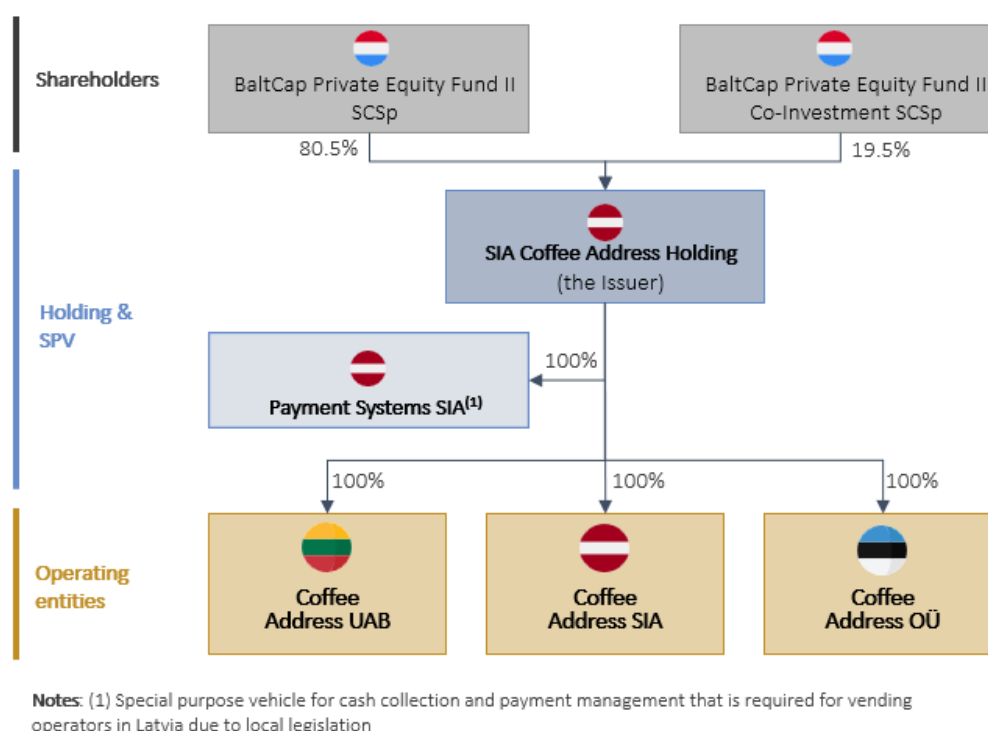 Shareholders
BaltCap Private Equity Fund II
SCSp
BaltCap Private Equity Fund II
Co-Investment SCSp
80.5%
19.5%
SIA Coffee Address Holding
(the Issuer)
Holding &
SPV
100%
Payment Systems SIA(1)
100%
100%
100%
Operating
entities
Coffee
Address UAB
Coffee
Address SIA
Coffee
Address OÜ
Notes: (1) Special purpose vehicle for cash collection and payment management that is required for vending
operators in Latvia due to local legislation